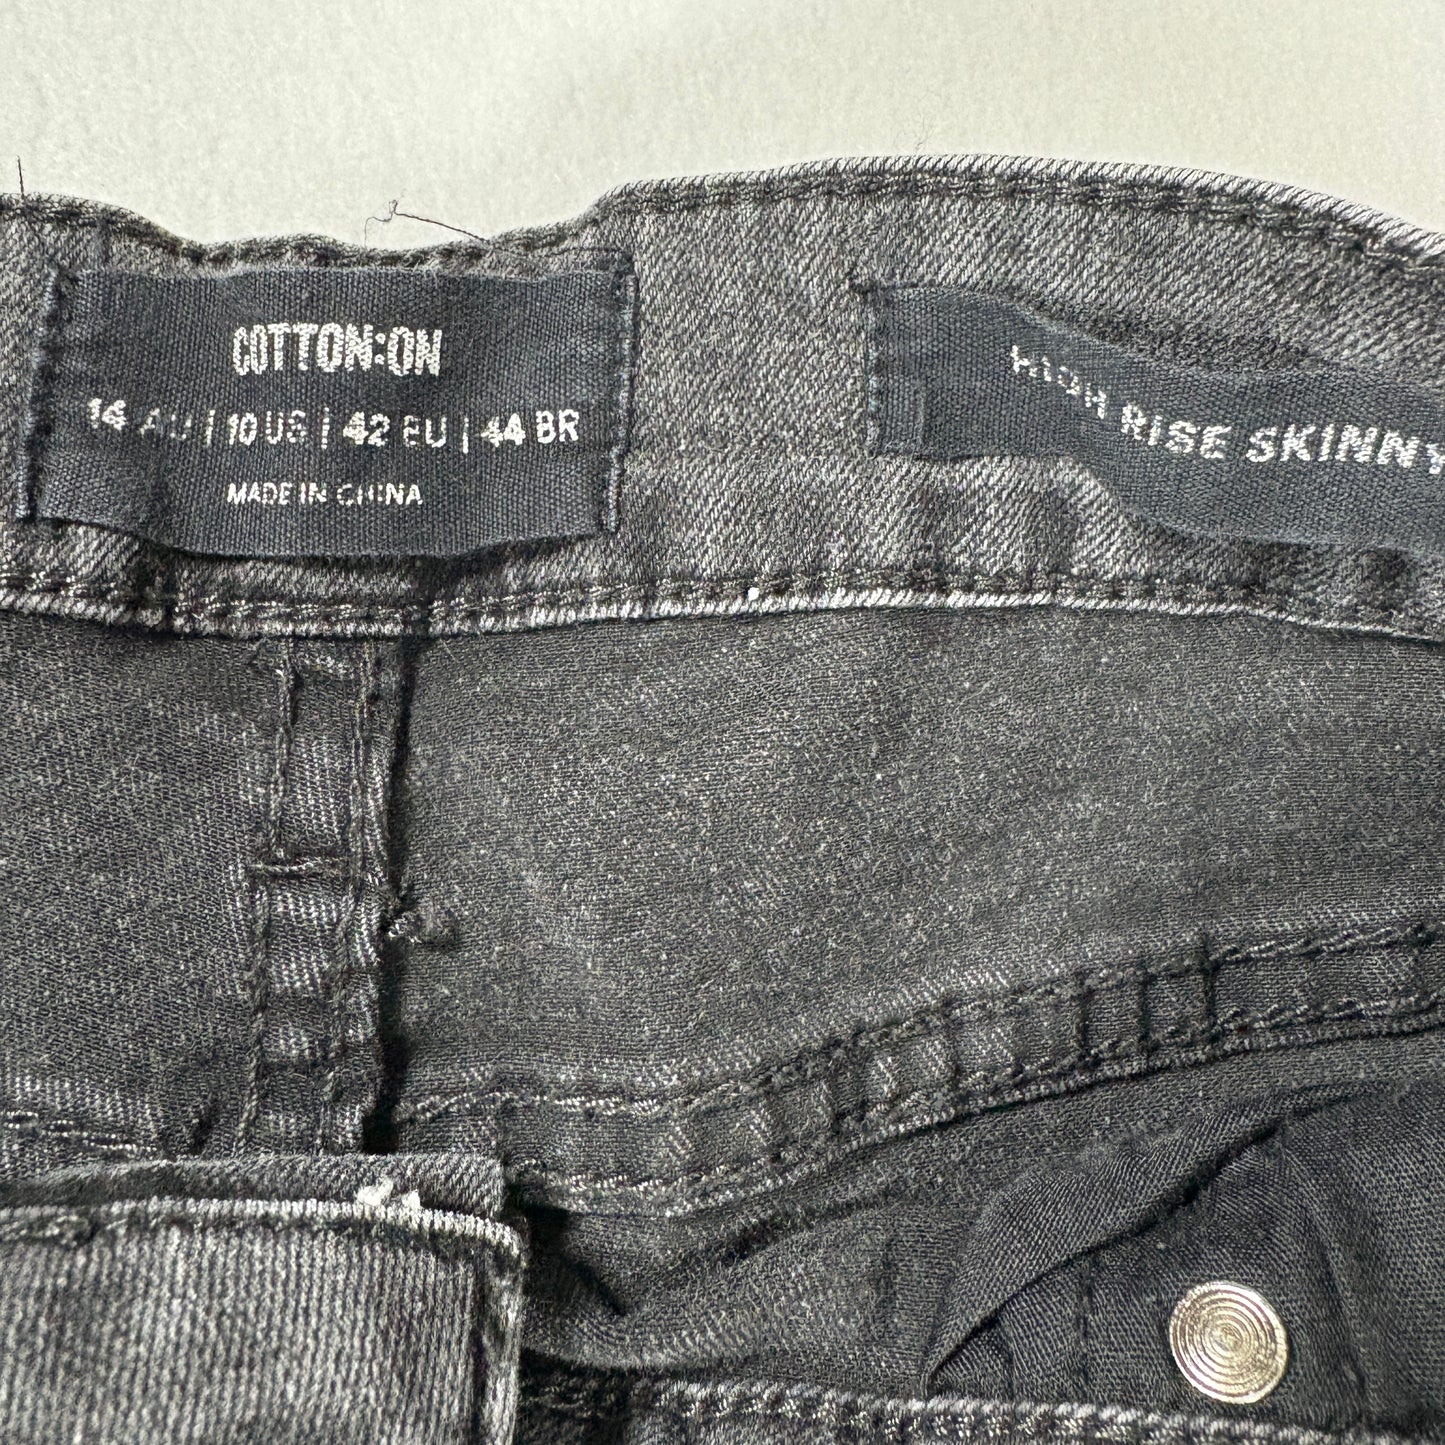 COTTON:ON
14 AU | 10 US | 42 EU | 44 BR
MADE IN CHINA
HIGH RISE SKINNY